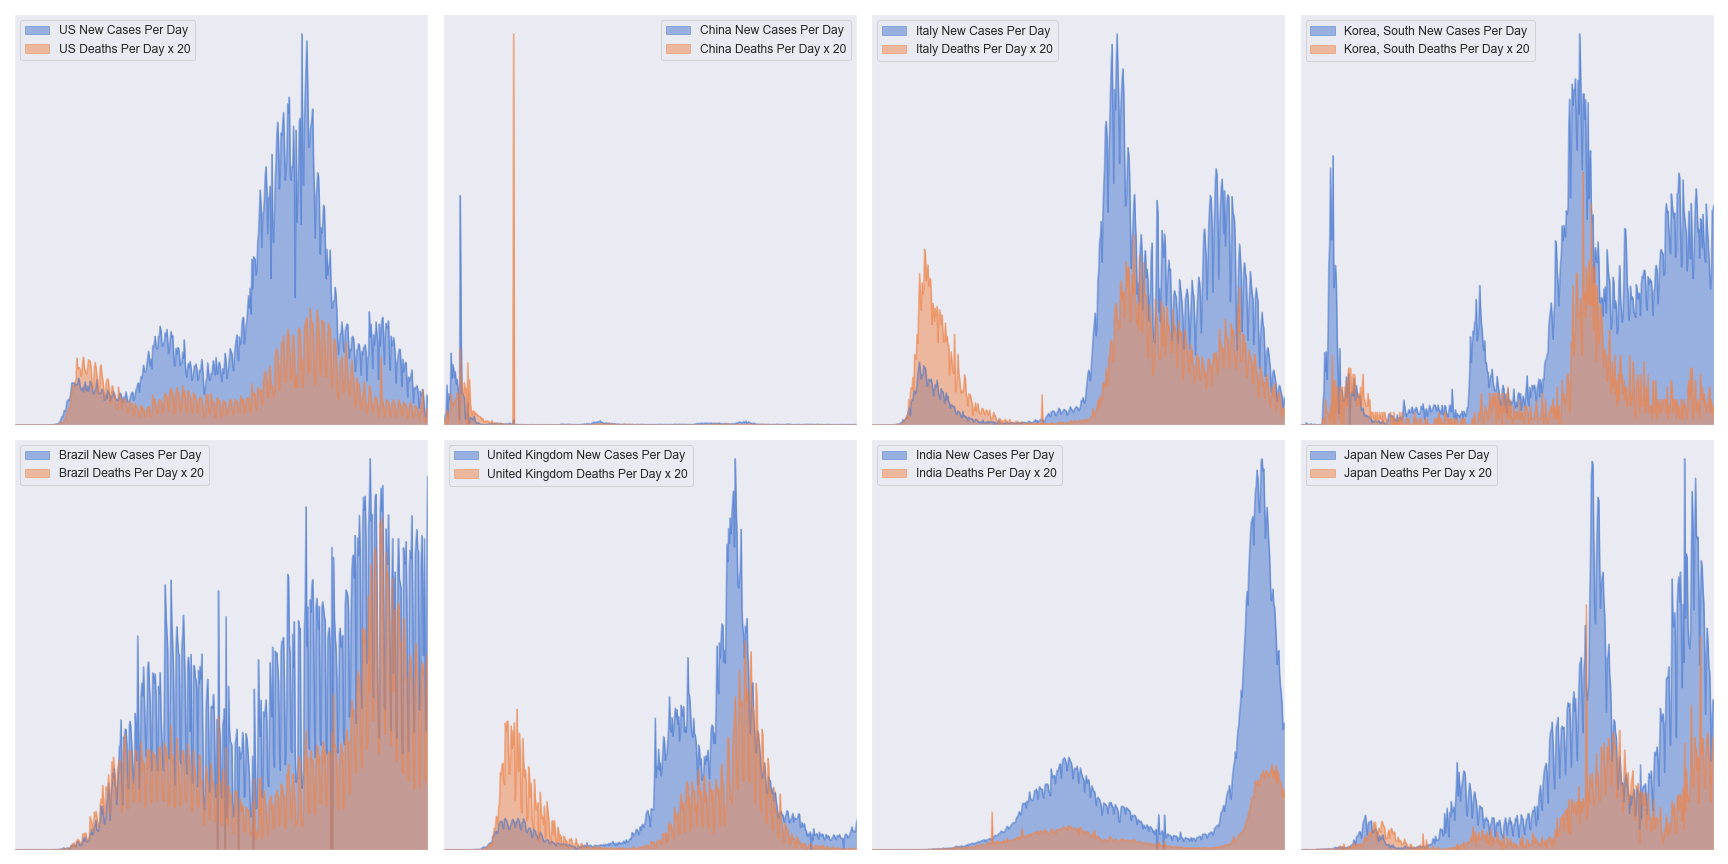 US New Cases Per Day
US Deaths Per Day x 20
China New Cases Per Day
China Deaths Per Day x 20
Italy New Cases Per Day
Italy Deaths Per Day x 20
Korea, South New Cases Per Day
Korea, South Deaths Per Day x 20
Brazil New Cases Per Day
Brazil Deaths Per Day x 20
United Kingdom New Cases Per Day
United Kingdom Deaths Per Day x 20
India New Cases Per Day
India Deaths Per Day x 20
Japan New Cases Per Day
Japan Deaths Per Day x 20